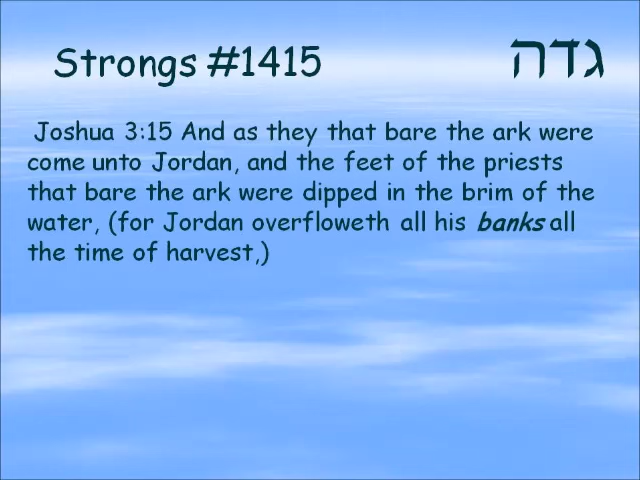 Strongs #1415 גדה
Joshua 3:15 And as they that bare the ark were
come unto Jordan, and the feet of the priests
that bare the ark were dipped in the brim of the
water, (for Jordan overfloweth all his banks all
the time of harvest,)